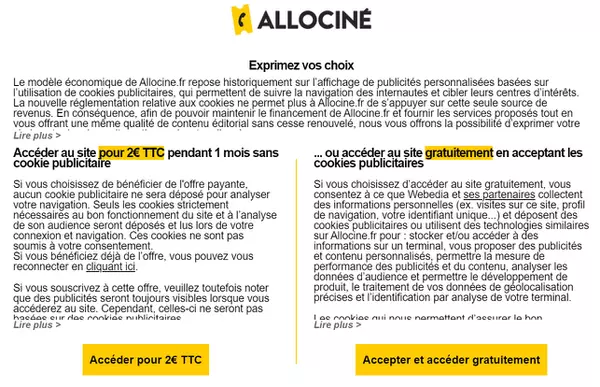 ALLOCINÉ
Exprimez vos choix
Le modèle économique de Allocine.fr repose historiquement sur l'affichage de publicités personnalisées basées sur
l'utilisation de cookies publicitaires, qui permettent de suivre la navigation des internautes et cibler leurs centres d'intérêts.
La nouvelle réglementation relative aux cookies ne permet plus à Allocine.fr de s'appuyer sur cette seule source de
revenus. En conséquence, afin de pouvoir maintenir le financement de Allocine.fr et fournir les services proposés tout en
vous offrant une même qualité de contenu éditorial sans cesse renouvelé, nous vous offrons la possibilité d'exprimer votre
Lire plus >
Accéder au site pour 2€ TTC pendant 1 mois sans
cookie publicitaire
Si vous choisissez de bénéficier de l'offre payante,
aucun cookie publicitaire ne sera déposé pour analyser
votre navigation. Seuls les cookies strictement
nécessaires au bon fonctionnement du site et à l'analyse
de son audience seront déposés et lus lors de votre
connexion et navigation. Ces cookies ne sont pas
soumis à votre consentement.
Si vous bénéficiez déjà de l'offre, vous pouvez vous
reconnecter en cliquant ici.
Si vous souscrivez à cette offre, veuillez toutefois noter
que des publicités seront toujours visibles lorsque vous
accéderez au site. Cependant, celles-ci ne seront pas
basées sur des cookies publicitaires.
Lire plus >
Accéder pour 2€ TTC
... ou accéder au site gratuitement en acceptant les
cookies publicitaires
Si vous choisissez d'accéder au site gratuitement, vous
consentez à ce que Webedia et ses partenaires collectent
des informations personnelles (ex. visites sur ce site, profil
de navigation, votre identifiant unique...) et déposent des
cookies publicitaires ou utilisent des technologies similaires
sur Allocine.fr pour : stocker et/ou accéder à des
informations sur un terminal, vous proposer des publicités
et contenu personnalisés, permettre la mesure de
performance des publicités et du contenu, analyser les
données d'audience et permettre le développement de
produit, le traitement de vos données de géolocalisation
précises et l'identification par analyse de votre terminal.
Les cookies qui nous permettent d'assurer le bon
Lire plus >
Accepter et accéder gratuitement